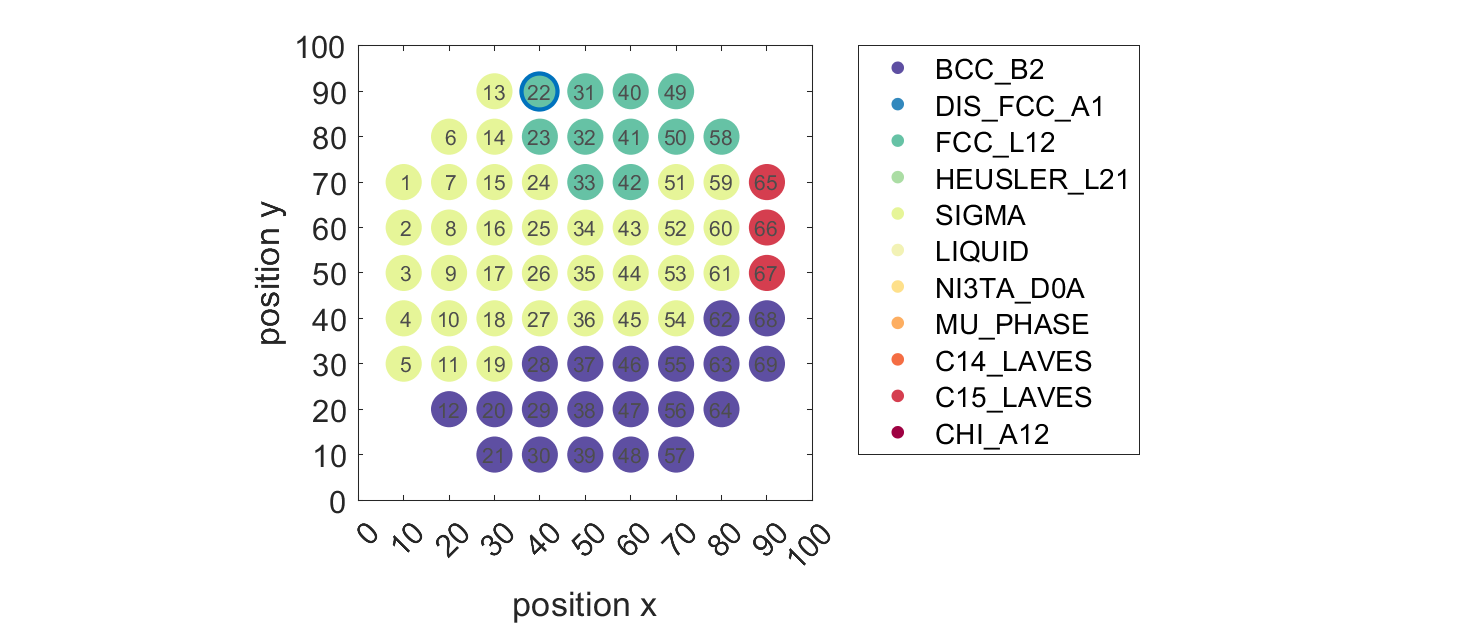 100
90 13 22 31 40 49
80 6 14 23 32 41 50 58
70 1 7 15 24 33 42 51 59 65
60 2 8 16 25 34 43 52 60 66
50 3 9 17 26 35 44 53 61 67
40 4 10 18 27 36 45 54 62 68
30 5 11 19 28 37 46 55 63 69
20 12 20 29 38 47 56 64
10 21 30 39 48 57
0
0 10 20 30 40 50 60 70 80 90 100
position x
position y
BCC_B2
DIS_FCC_A1
FCC_L12
HEUSLER_L21
SIGMA
LIQUID
NI3TA_D0A
MU_PHASE
C14_LAVES
C15_LAVES
CHI_A12